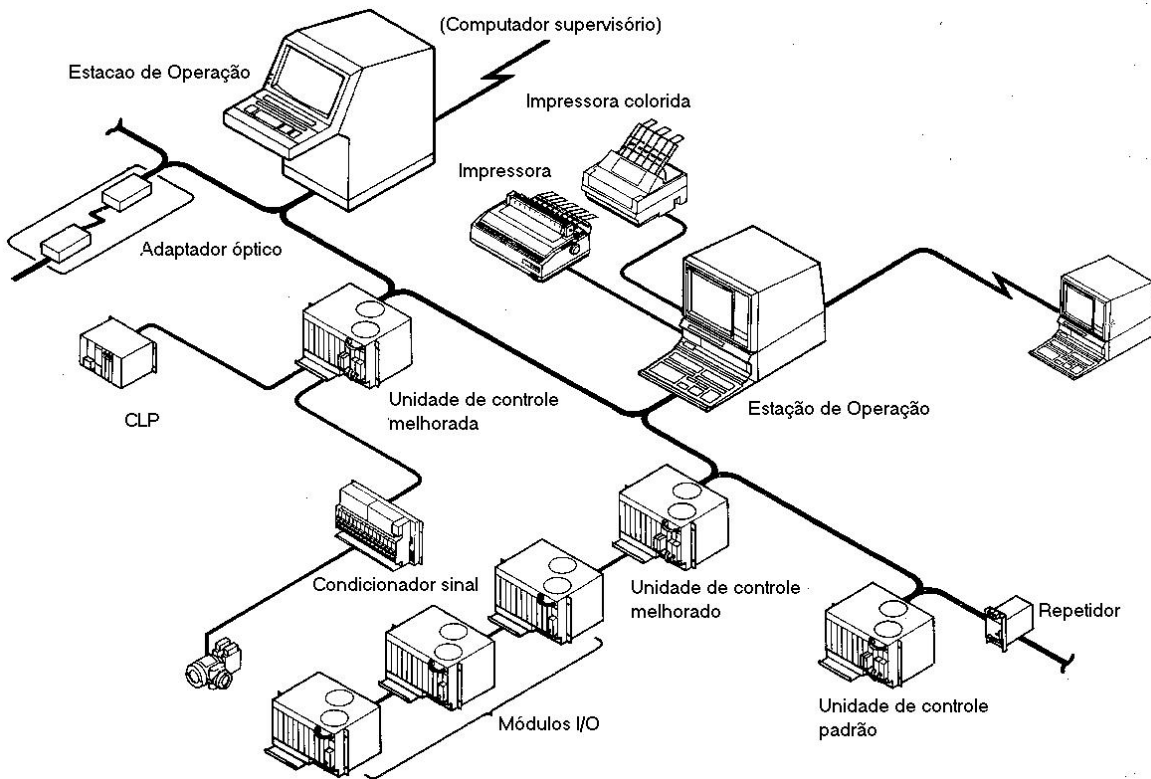 (Computador supervisório)
Estacao de Operação
Impressora colorida
Impressora
Adaptador óptico
CLP
Unidade de controle
melhorada
Estação de Operação
Condicionador sinal
Unidade de controle
melhorado
Repetidor
Módulos I/O
Unidade de controle
padrão